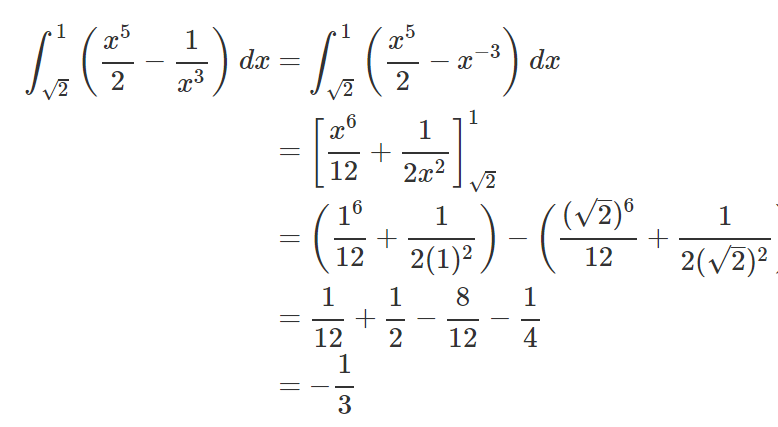 ∫_{√2}^{1} (x^5/2 − 1/x^3) dx = ∫_{√2}^{1} (x^5/2 − x^{−3}) dx
= [x^6/12 + 1/(2x^2)]_{√2}^{1}
= (1^6/12 + 1/(2(1)^2)) − ((√2)^6/12 + 1/(2(√2)^2)
= 1/12 + 1/2 − 8/12 − 1/4
= −1/3